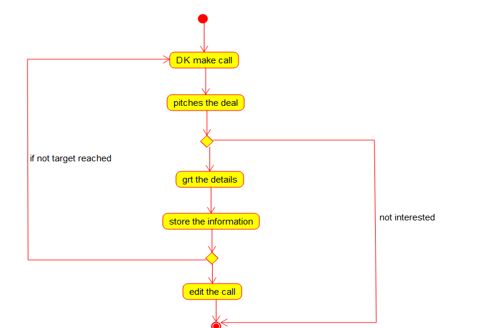 DK make call
pitches the deal
if not target reached
grt the details
not interested
store the information
edit the call